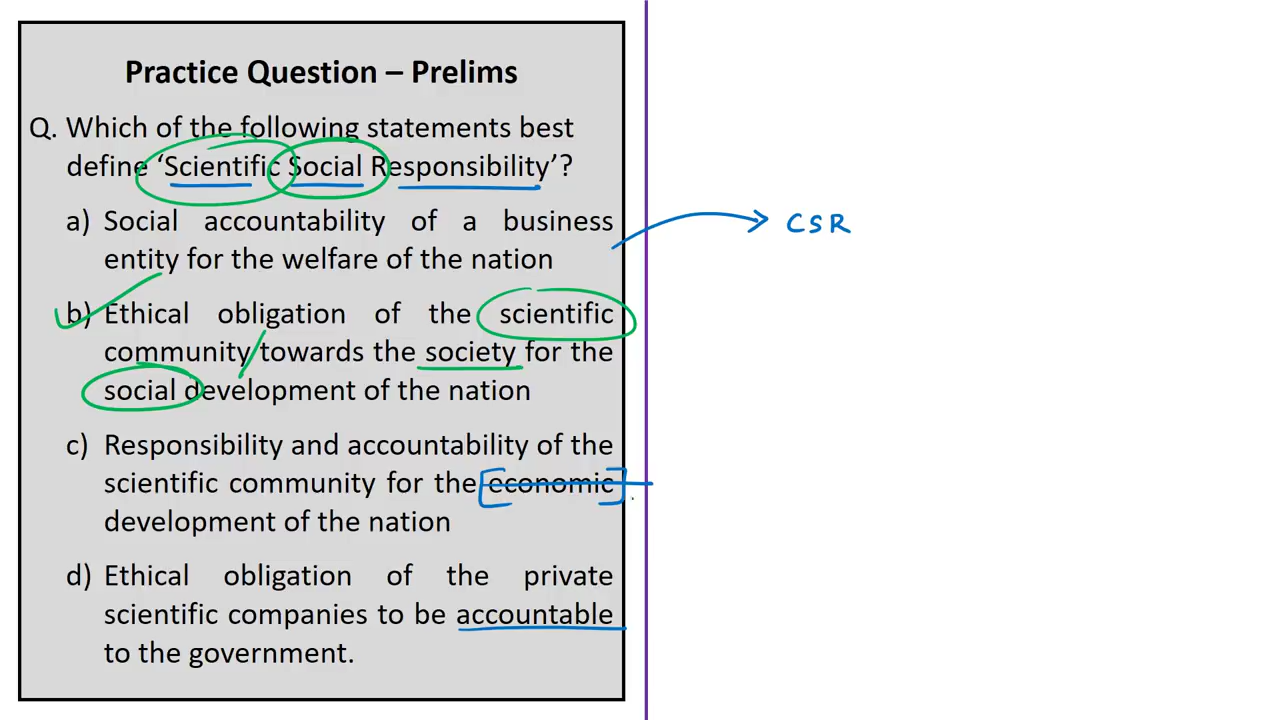 Practice Question – Prelims
Q. Which of the following statements best
define ‘Scientific Social Responsibility’?
a) Social accountability of a business
entity for the welfare of the nation
CSR
b) Ethical obligation of the scientific
community towards the society for the
social development of the nation
c) Responsibility and accountability of the
scientific community for the economic
development of the nation
d) Ethical obligation of the private
scientific companies to be accountable
to the government.